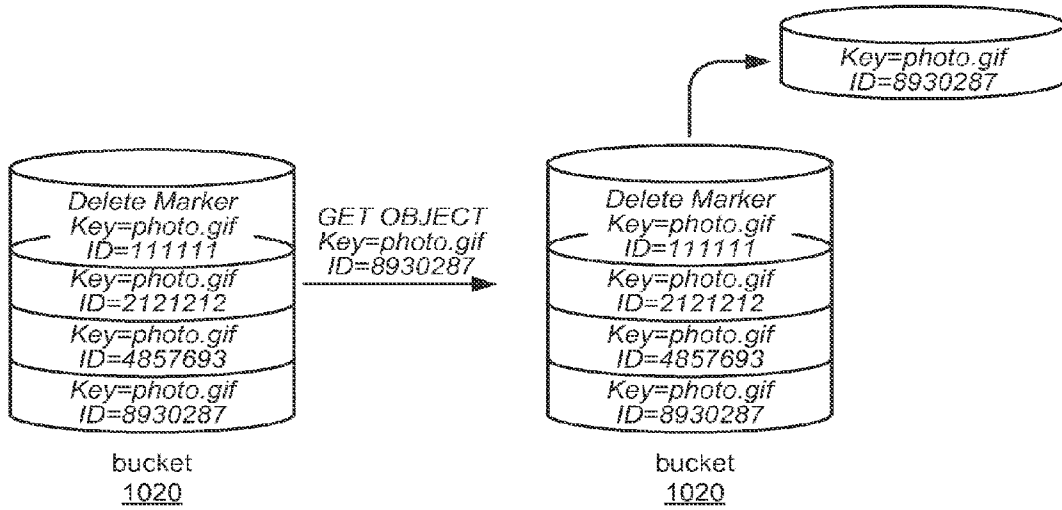 Key=photo.gif
ID=8930287
Delete Marker
Key=photo.gif
ID=111111
Key=photo.gif
ID=2121212
Key=photo.gif
ID=4857693
Key=photo.gif
ID=8930287
bucket
1020
GET OBJECT
Key=photo.gif
ID=8930287
Delete Marker
Key=photo.gif
ID=111111
Key=photo.gif
ID=2121212
Key=photo.gif
ID=4857693
Key=photo.gif
ID=8930287
bucket
1020